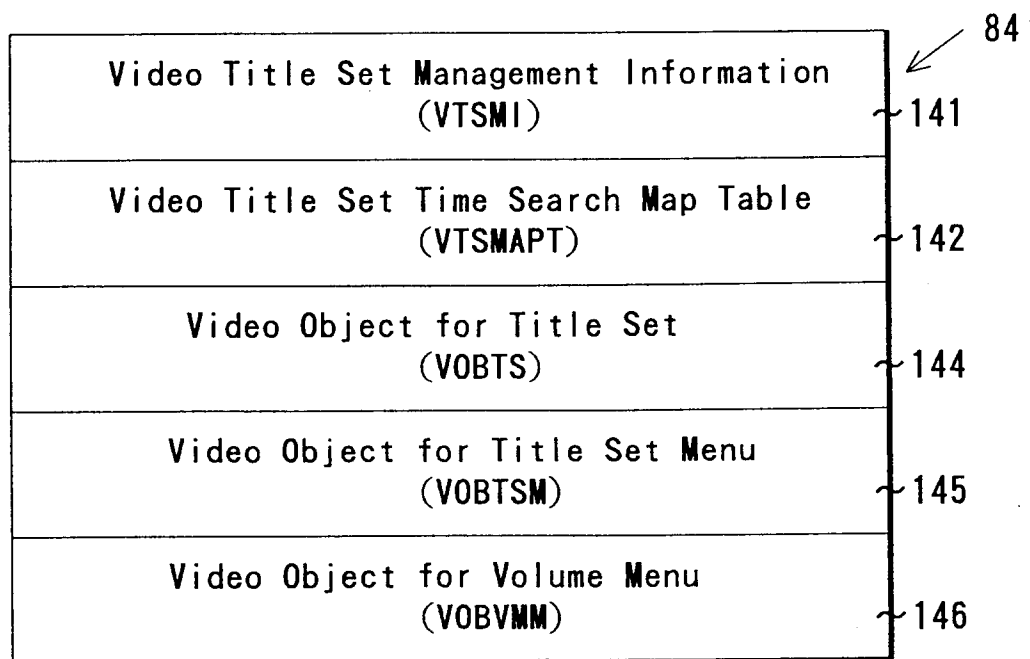 84
Video Title Set Management Information
(VTSMI)
141
Video Title Set Time Search Map Table
(VTSMAPT)
142
Video Object for Title Set
(VOBTS)
144
Video Object for Title Set Menu
(VOBTSM)
145
Video Object for Volume Menu
(VOBVMM)
146